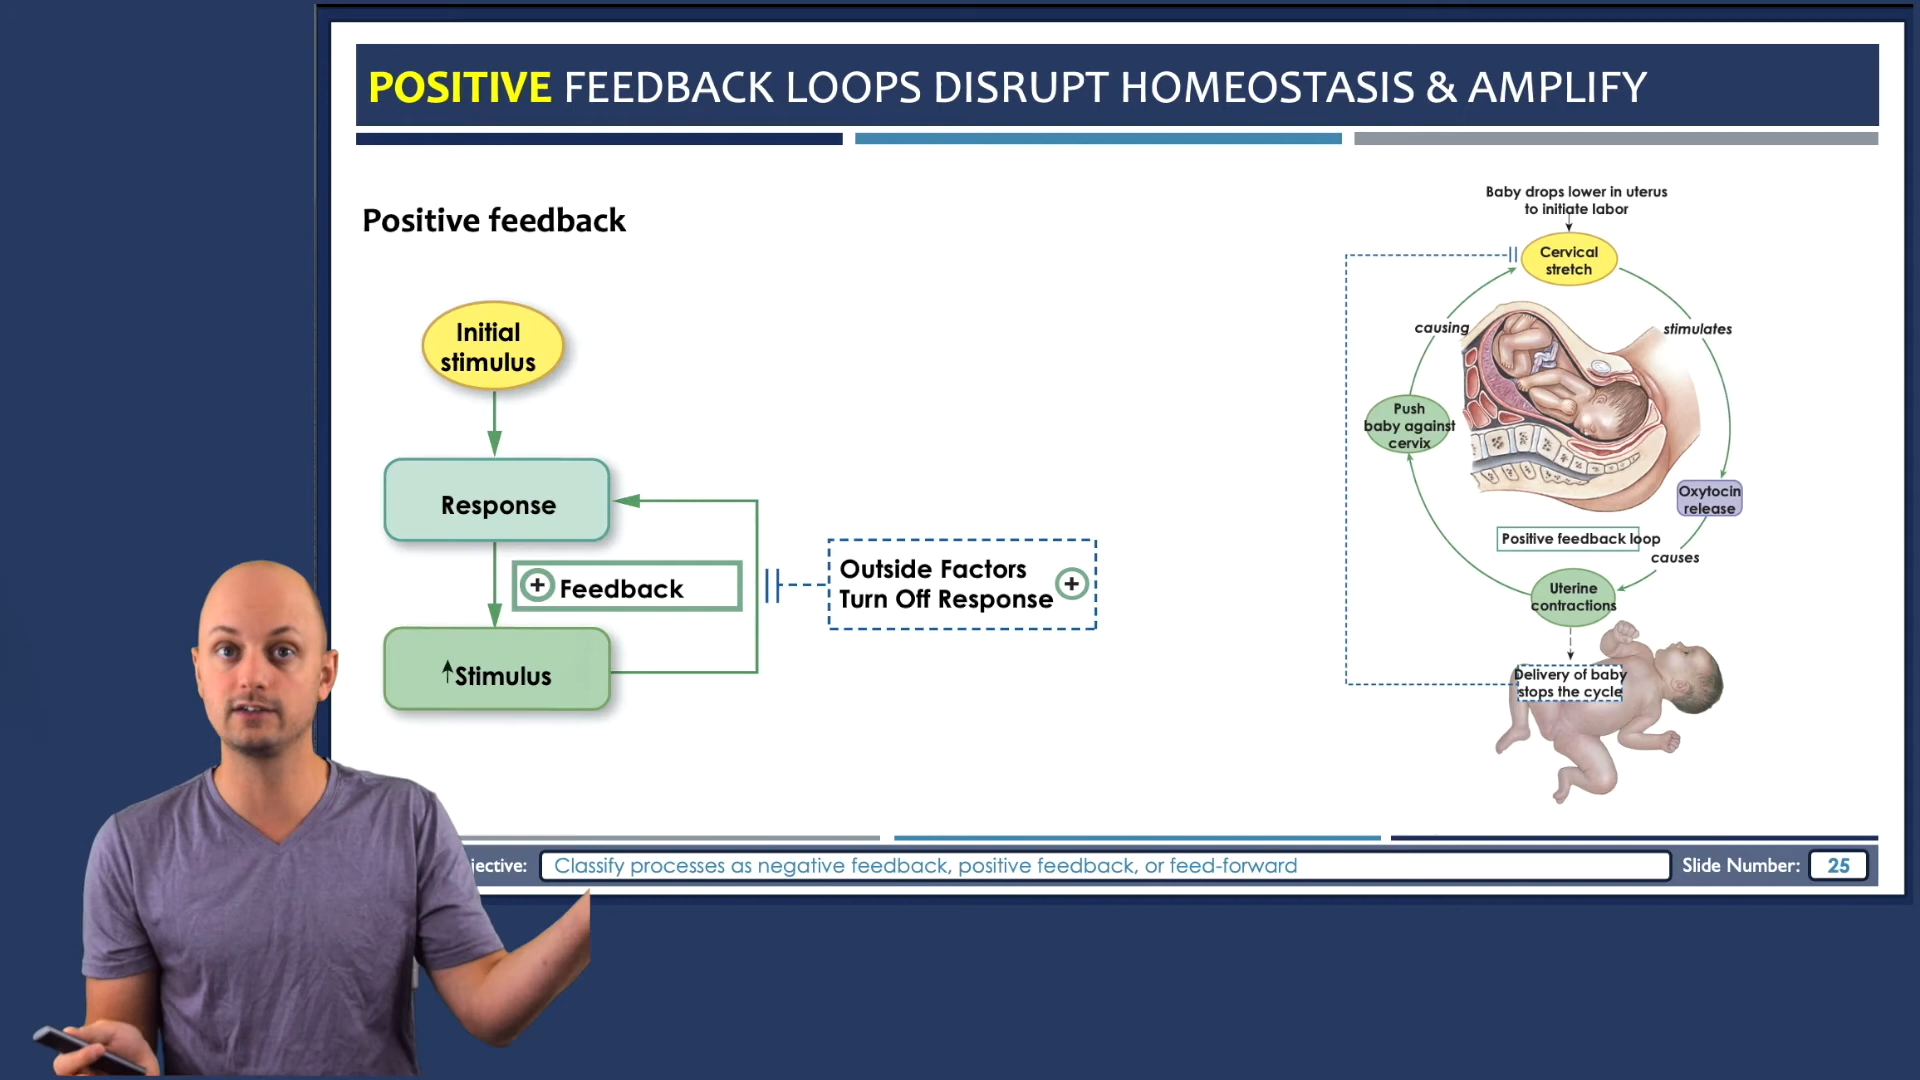 POSITIVE FEEDBACK LOOPS DISRUPT HOMEOSTASIS & AMPLIFY
Positive feedback
Initial
stimulus
Response
+ Feedback
↑Stimulus
Outside Factors
Turn Off Response +
Baby drops lower in uterus
to initiate labor
Cervical
stretch
stimulates
Oxytocin
release
causes
Uterine
contractions
Push
baby against
cervix
causing
Positive feedback loop
Delivery of baby
stops the cycle
jective: Classify processes as negative feedback, positive feedback, or feed-forward
Slide Number: 25